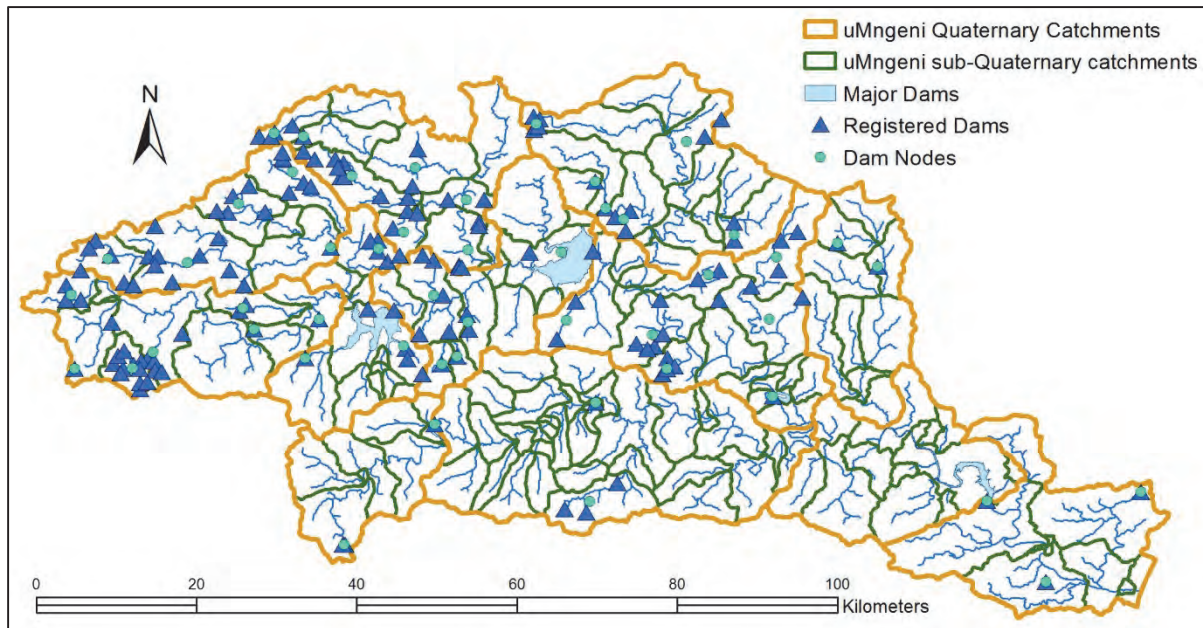 uMngeni Quaternary Catchments
uMngeni sub-Quaternary catchments
Major Dams
Registered Dams
Dam Nodes
N
0 20 40 60 80 100
Kilometers